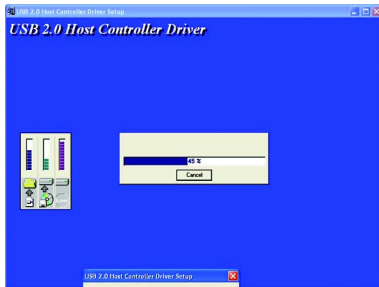 USB 2.0 Host Controller Driver Setup
USB 2.0 Host Controller Driver
45 %
Cancel
USB 2.0 Host Controller Driver Setup